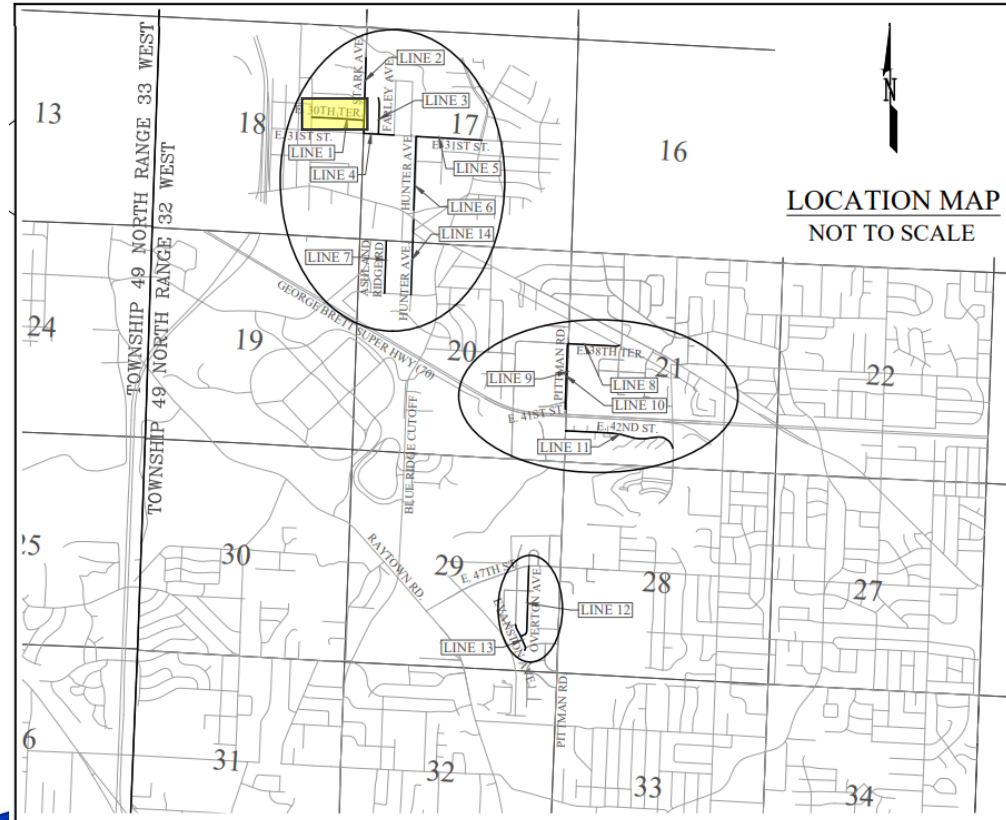 TOWNSHIP 49 NORTH RANGE 33 WEST
TOWNSHIP 49 NORTH RANGE 32 WEST
N
LOCATION MAP
NOT TO SCALE
13
18
17
16
STARK AVE
LINE 2
FARLEY AVE
LINE 3
E. 30TH TER.
E. 31ST ST.
LINE 1
LINE 4
E. 31ST ST.
LINE 5
HUNTER AVE
LINE 6
LINE 14
LINE 7
ASHLAND
RIDGE RD
HUNTER AVE
GEORGE BRETT SUPER HWY (70)
24
19
20
21
22
PITTMAN RD
E. 38TH TER.
LINE 9
LINE 8
LINE 10
E. 41ST ST.
E. 42ND ST.
LINE 11
BLUE RIDGE CUTOFF
RAYTOWN RD.
30
29
28
27
E. 47TH ST.
OVERTON AVE.
LINE 12
EVANSTON AVE.
LINE 13
PITTMAN RD
31
32
33
34